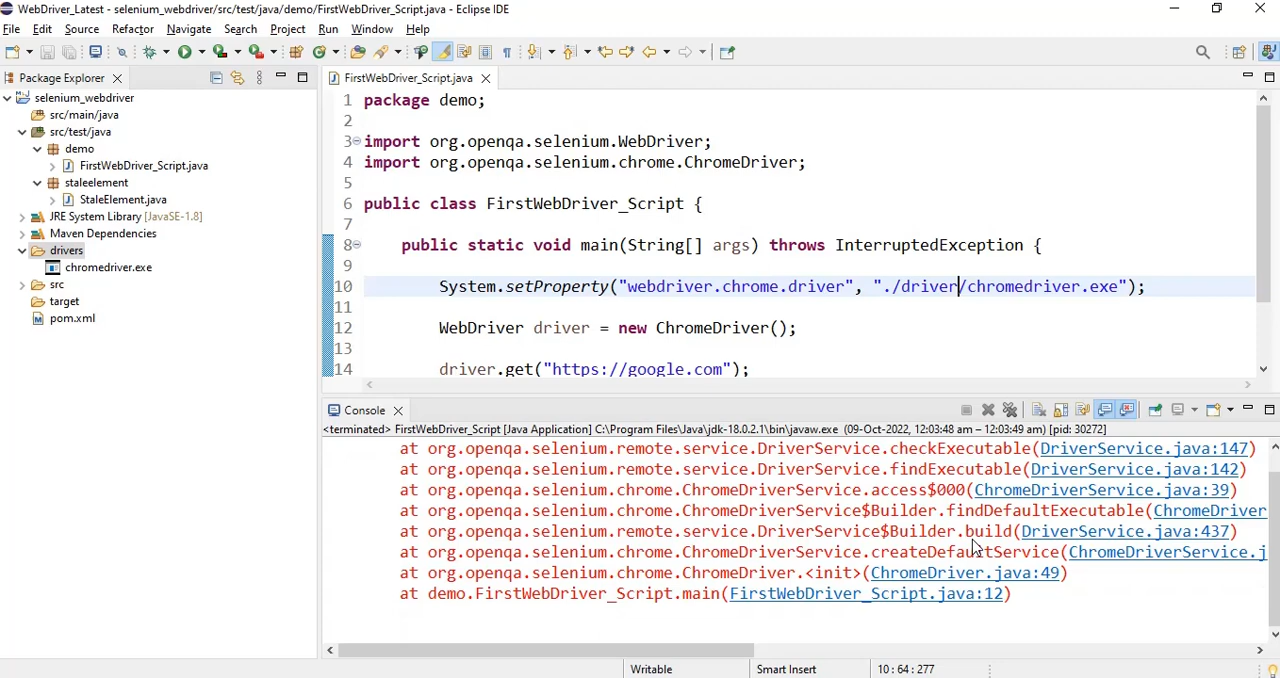 WebDriver_Latest - selenium_webdriver/src/test/java/demo/FirstWebDriver_Script.java - Eclipse IDE
File Edit Source Refactor Navigate Search Project Run Window Help
Package Explorer
selenium_webdriver
src/main/java
src/test/java
demo
FirstWebDriver_Script.java
staleelement
StaleElement.java
JRE System Library [JavaSE-1.8]
Maven Dependencies
drivers
chromedriver.exe
src
target
pom.xml
FirstWebDriver_Script.java
1 package demo;
2
3 import org.openqa.selenium.WebDriver;
4 import org.openqa.selenium.chrome.ChromeDriver;
5
6 public class FirstWebDriver_Script {
7
8 public static void main(String[] args) throws InterruptedException {
9
10 System.setProperty("webdriver.chrome.driver", "./driver/chromedriver.exe");
11
12 WebDriver driver = new ChromeDriver();
13
14 driver.get("https://google.com");
Console
<terminated> FirstWebDriver_Script [Java Application] C:\Program Files\Java\jdk-18.0.2.1\bin\javaw.exe (09-Oct-2022, 12:03:48 am – 12:03:49 am) [pid: 30272]
at org.openqa.selenium.remote.service.DriverService.checkExecutable(DriverService.java:147)
at org.openqa.selenium.remote.service.DriverService.findExecutable(DriverService.java:142)
at org.openqa.selenium.chrome.ChromeDriverService.access$000(ChromeDriverService.java:39)
at org.openqa.selenium.chrome.ChromeDriverService$Builder.findDefaultExecutable(ChromeDriver
at org.openqa.selenium.remote.service.DriverService$Builder.build(DriverService.java:437)
at org.openqa.selenium.chrome.ChromeDriverService.createDefaultService(ChromeDriverService.j
at org.openqa.selenium.chrome.ChromeDriver.<init>(ChromeDriver.java:49)
at demo.FirstWebDriver_Script.main(FirstWebDriver_Script.java:12)
Writable Smart Insert 10 : 64 : 277